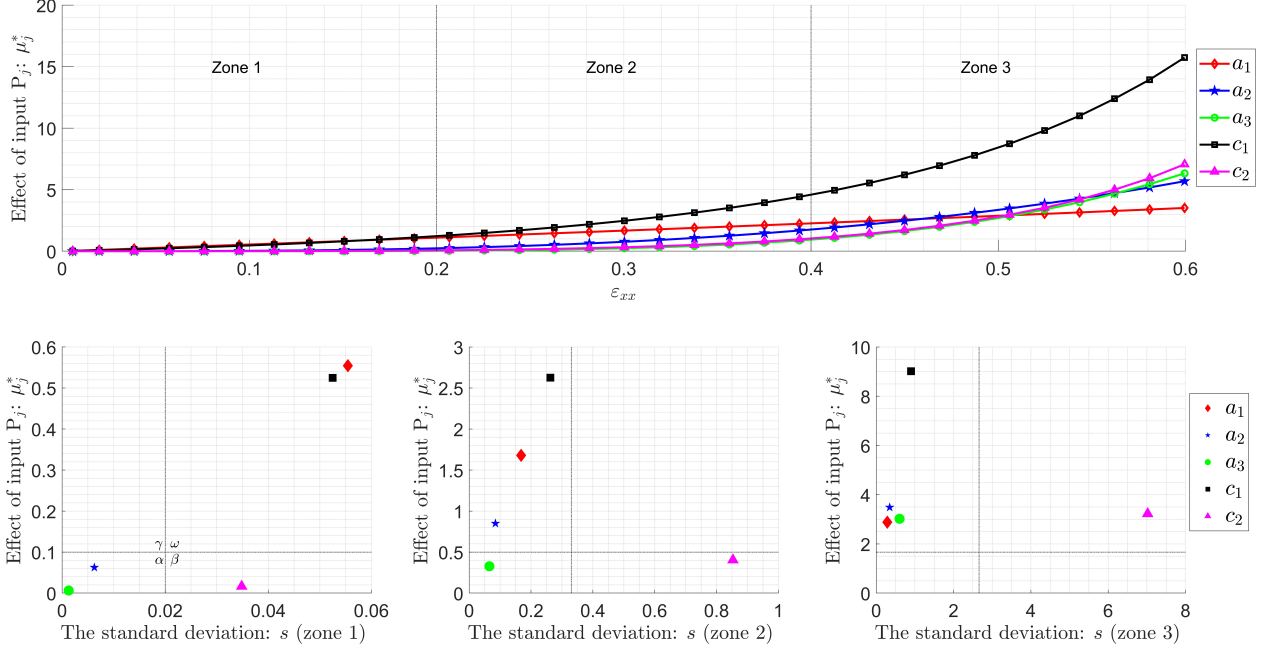 Effect of input P_j: μ_j^*
20
15
10
5
0
Zone 1
Zone 2
Zone 3
0
0.1
0.2
0.3
0.4
0.5
0.6
ε_xx
a_1
a_2
a_3
c_1
c_2
Effect of input P_j: μ_j^*
0.6
0.5
0.4
0.3
0.2
0.1
0
γ ω
α β
0
0.02
0.04
0.06
The standard deviation: s (zone 1)
Effect of input P_j: μ_j^*
3
2.5
2
1.5
1
0.5
0
0
0.2
0.4
0.6
0.8
1
The standard deviation: s (zone 2)
Effect of input P_j: μ_j^*
10
8
6
4
2
0
0
2
4
6
8
The standard deviation: s (zone 3)
a_1
a_2
a_3
c_1
c_2